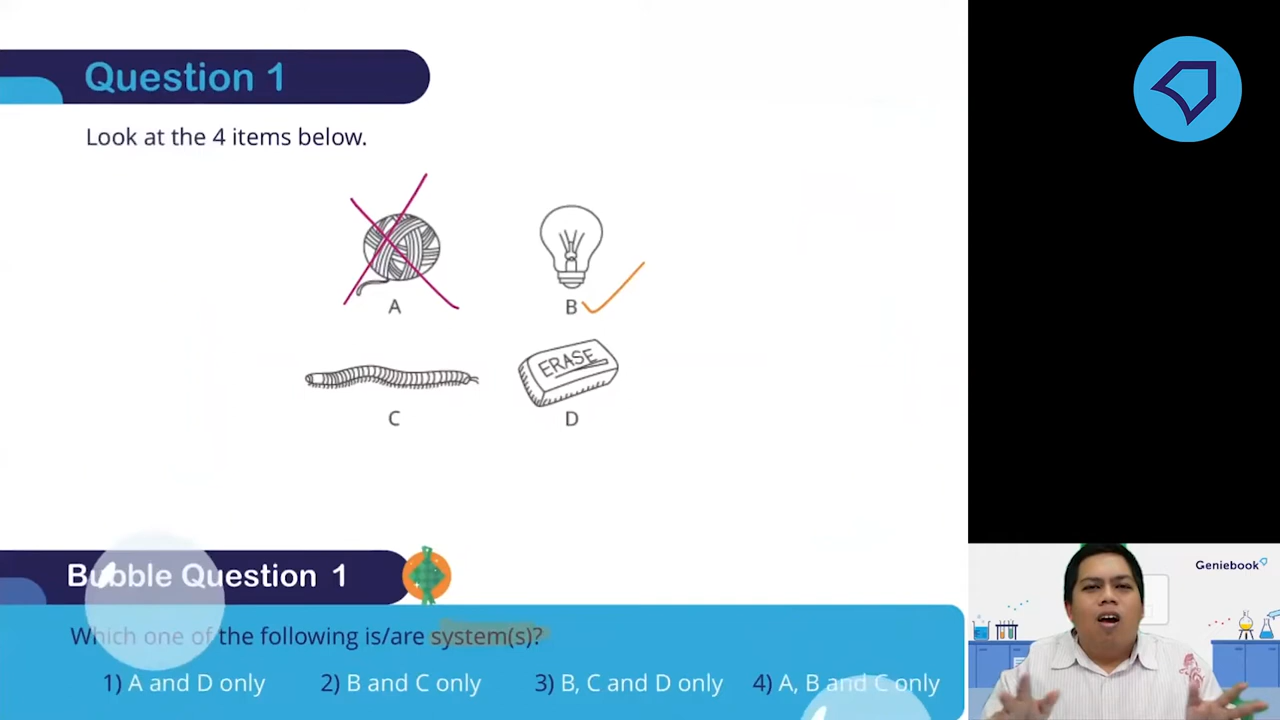 Question 1
Look at the 4 items below.
A
B
ERASE
C
D
Geniebook
Bubble Question 1
Which one of the following is/are system(s)?
1) A and D only 2) B and C only 3) B, C and D only 4) A, B and C only